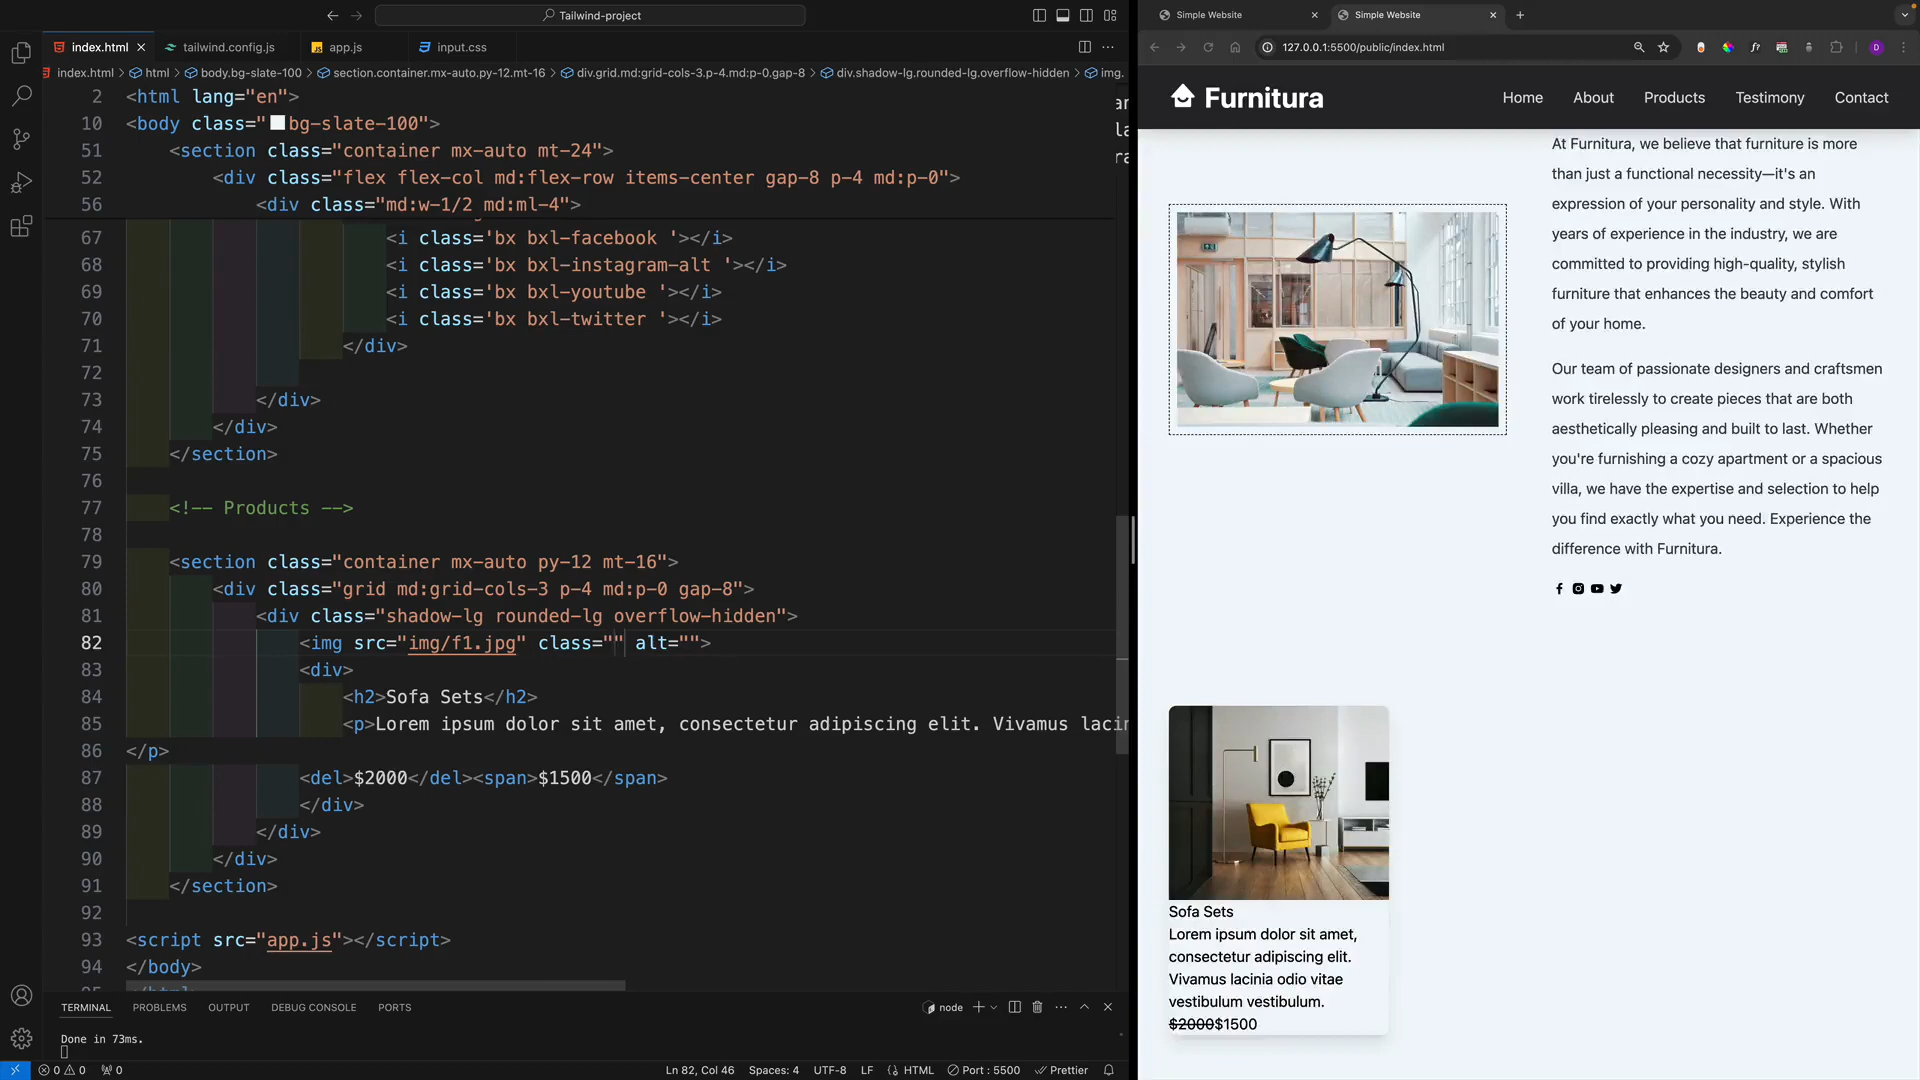 Tailwind-project
Simple Website
Simple Website
index.html
tailwind.config.js
app.js
input.css
127.0.0.1:5500/public/index.html
index.html > html > body.bg-slate-100 > section.container.mx-auto.py-12.mt-16 > div.grid.md:grid-cols-3.p-4.md:p-0.gap-8 > div.shadow-lg.rounded-lg.overflow-hidden > img.
2 <html lang="en">
10 <body class="bg-slate-100">
51 <section class="container mx-auto mt-24">
52 <div class="flex flex-col md:flex-row items-center gap-8 p-4 md:p-0">
56 <div class="md:w-1/2 md:ml-4">
67 <i class='bx bxl-facebook '></i>
68 <i class='bx bxl-instagram-alt '></i>
69 <i class='bx bxl-youtube '></i>
70 <i class='bx bxl-twitter '></i>
71 </div>
72
73 </div>
74 </div>
75 </section>
76
77 <!-- Products -->
78
79 <section class="container mx-auto py-12 mt-16">
80 <div class="grid md:grid-cols-3 p-4 md:p-0 gap-8">
81 <div class="shadow-lg rounded-lg overflow-hidden">
82 <img src="img/f1.jpg" class="" alt="">
83 <div>
84 <h2>Sofa Sets</h2>
85 <p>Lorem ipsum dolor sit amet, consectetur adipiscing elit. Vivamus lacin
86 </p>
87 <del>$2000</del><span>$1500</span>
88 </div>
89 </div>
90 </div>
91 </section>
92
93 <script src="app.js"></script>
94 </body>
TERMINAL PROBLEMS OUTPUT DEBUG CONSOLE PORTS
node
Done in 73ms.
0 0 0
Ln 82, Col 46 Spaces: 4 UTF-8 LF HTML Port : 5500 Prettier
D
Furnitura
Home About Products Testimony Contact
At Furnitura, we believe that furniture is more
than just a functional necessity—it's an
expression of your personality and style. With
years of experience in the industry, we are
committed to providing high-quality, stylish
furniture that enhances the beauty and comfort
of your home.
Our team of passionate designers and craftsmen
work tirelessly to create pieces that are both
aesthetically pleasing and built to last. Whether
you're furnishing a cozy apartment or a spacious
villa, we have the expertise and selection to help
you find exactly what you need. Experience the
difference with Furnitura.
Sofa Sets
Lorem ipsum dolor sit amet,
consectetur adipiscing elit.
Vivamus lacinia odio vitae
vestibulum vestibulum.
$2000$1500